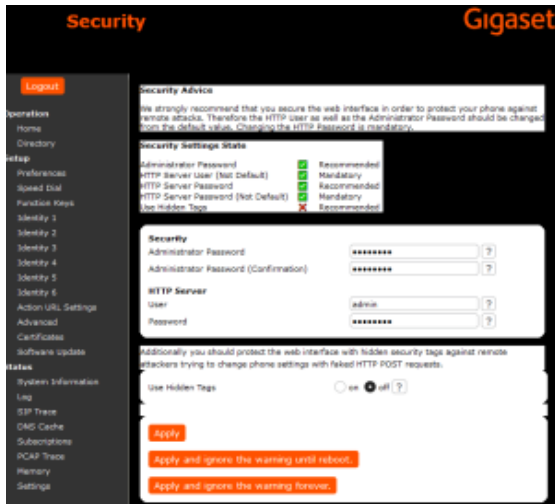 Security
Gigaset
Logout
Operation
Home
Directory
Setup
Preferences
Speed Dial
Function Keys
Identity 1
Identity 2
Identity 3
Identity 4
Identity 5
Identity 6
Action URL Settings
Advanced
Certificates
Software Update
Status
System Information
Log
SIP Trace
DNS Cache
Subscriptions
PCAP Trace
Memory
Settings
Security Advice
We strongly recommend that you secure the web interface in order to protect your phone against
remote attacks. Therefore the HTTP User as well as the Administrator Password should be changed
from the default value. Changing the HTTP Password is mandatory.
Security Settings State
Administrator Password Recommended
HTTP Server User (Not Default) Mandatory
HTTP Server Password Recommended
HTTP Server Password (Not Default) Mandatory
Use Hidden Tags Recommended
Security
Administrator Password ******** ?
Administrator Password (Confirmation) ******** ?
HTTP Server
User admin ?
Password ******** ?
Additionally you should protect the web interface with hidden security tags against remote
attackers trying to change phone settings with faked HTTP POST requests.
Use Hidden Tags on off ?
Apply
Apply and ignore the warning until reboot.
Apply and ignore the warning forever.